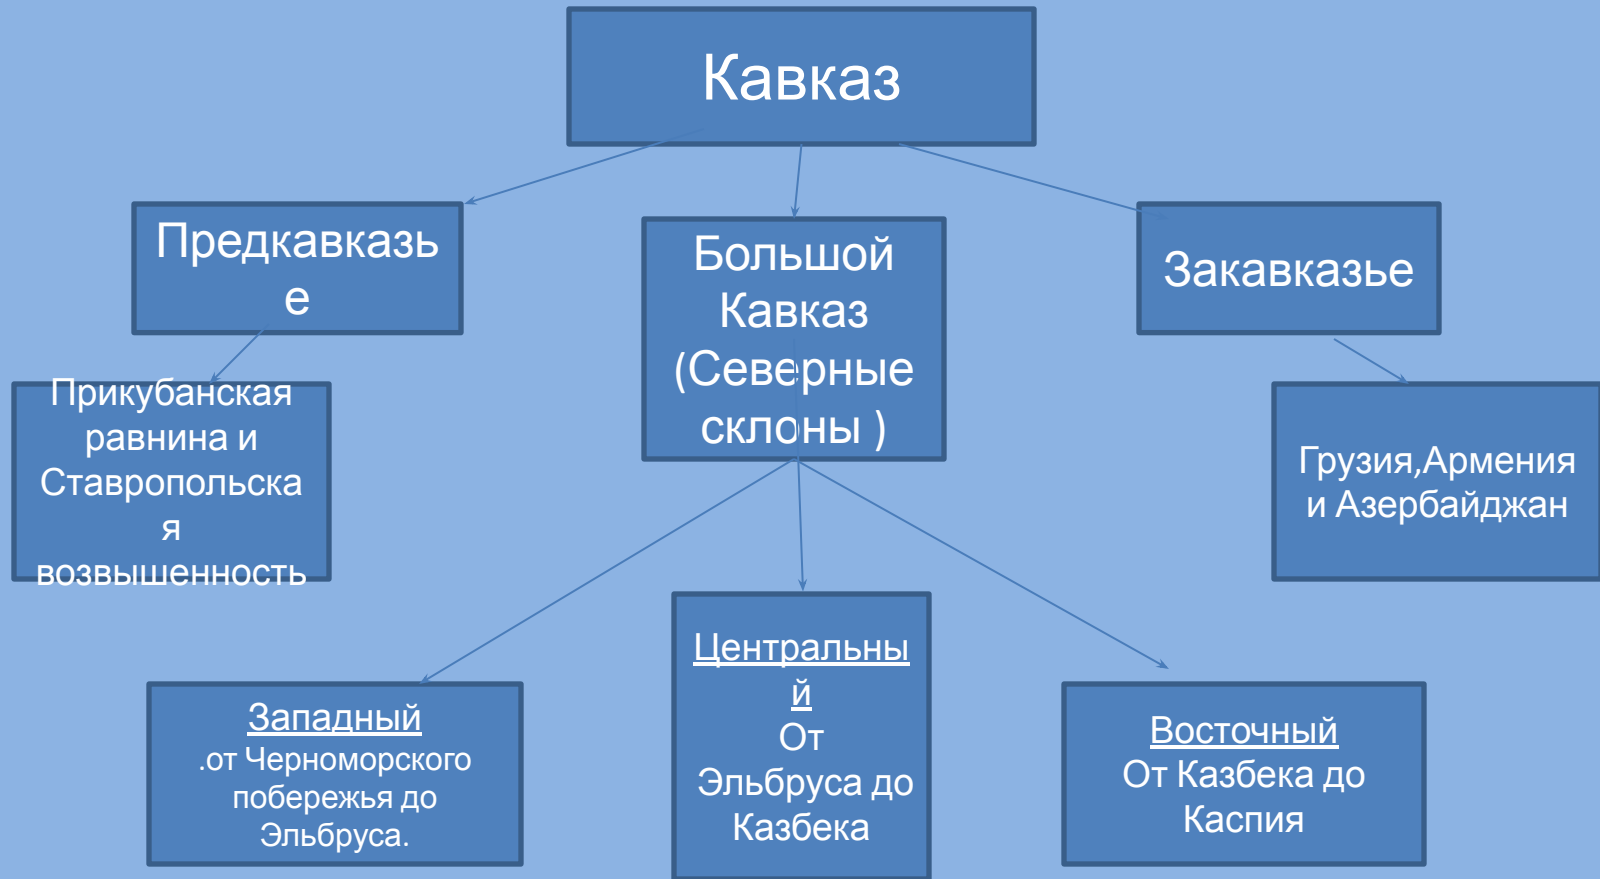 Кавказ
Предкавказь
е
Большой
Кавказ
(Северные
склоны )
Закавказье
Прикубанская
равнина и
Ставропольска
я
возвышенность
Грузия,Армения
и Азербайджан
Западный
.от Черноморского
побережья до
Эльбруса.
Центральны
й
От
Эльбруса до
Казбека
Восточный
От Казбека до
Каспия